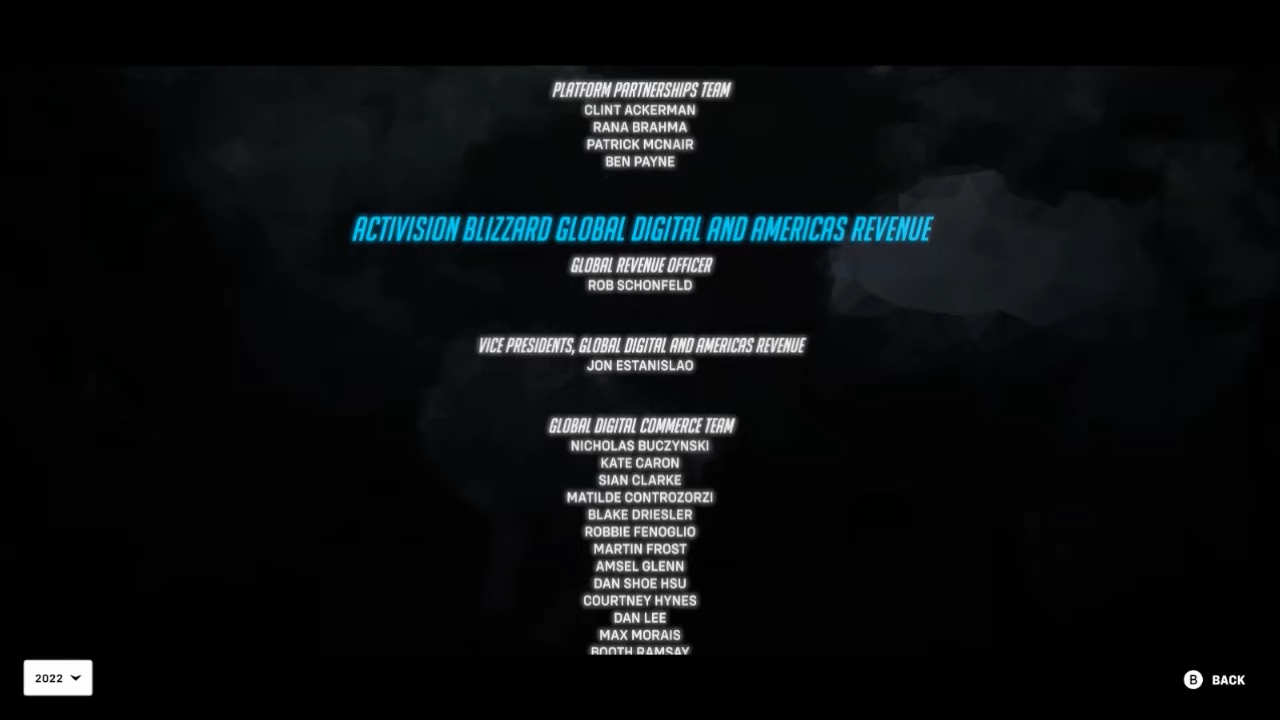 PLATFORM PARTNERSHIPS TEAM
CLINT ACKERMAN
RANA BRAHMA
PATRICK MCNAIR
BEN PAYNE
ACTIVISION BLIZZARD GLOBAL DIGITAL AND AMERICAS REVENUE
GLOBAL REVENUE OFFICER
ROB SCHONFELD
VICE PRESIDENTS, GLOBAL DIGITAL AND AMERICAS REVENUE
JON ESTANISLAO
GLOBAL DIGITAL COMMERCE TEAM
NICHOLAS BUCZYNSKI
KATE CARON
SIAN CLARKE
MATILDE CONTROZORZI
BLAKE DRIESLER
ROBBIE FENOGLIO
MARTIN FROST
AMSEL GLENN
DAN SHOE HSU
COURTNEY HYNES
DAN LEE
MAX MORAIS
BOOTH RAMSAY
2022
B BACK